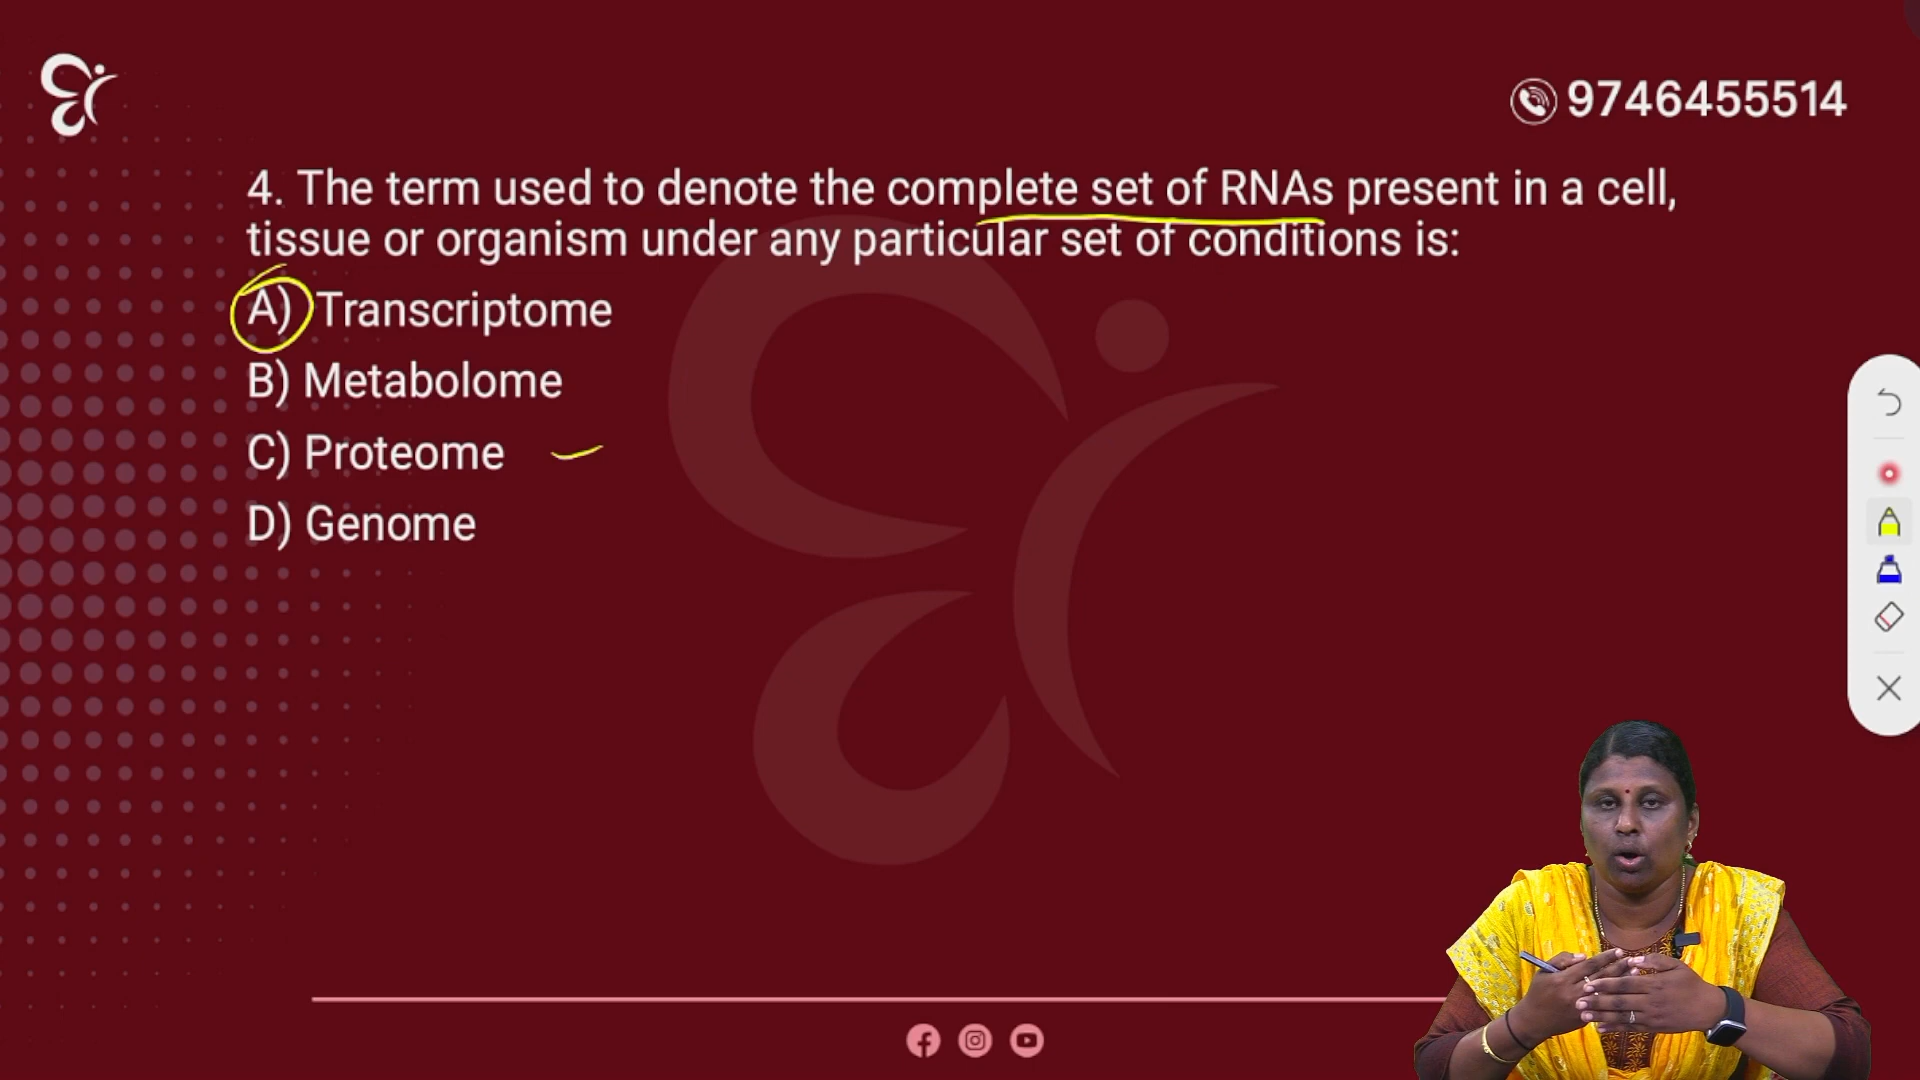 9746455514
4. The term used to denote the complete set of RNAs present in a cell,
tissue or organism under any particular set of conditions is:
A) Transcriptome
B) Metabolome
C) Proteome
D) Genome